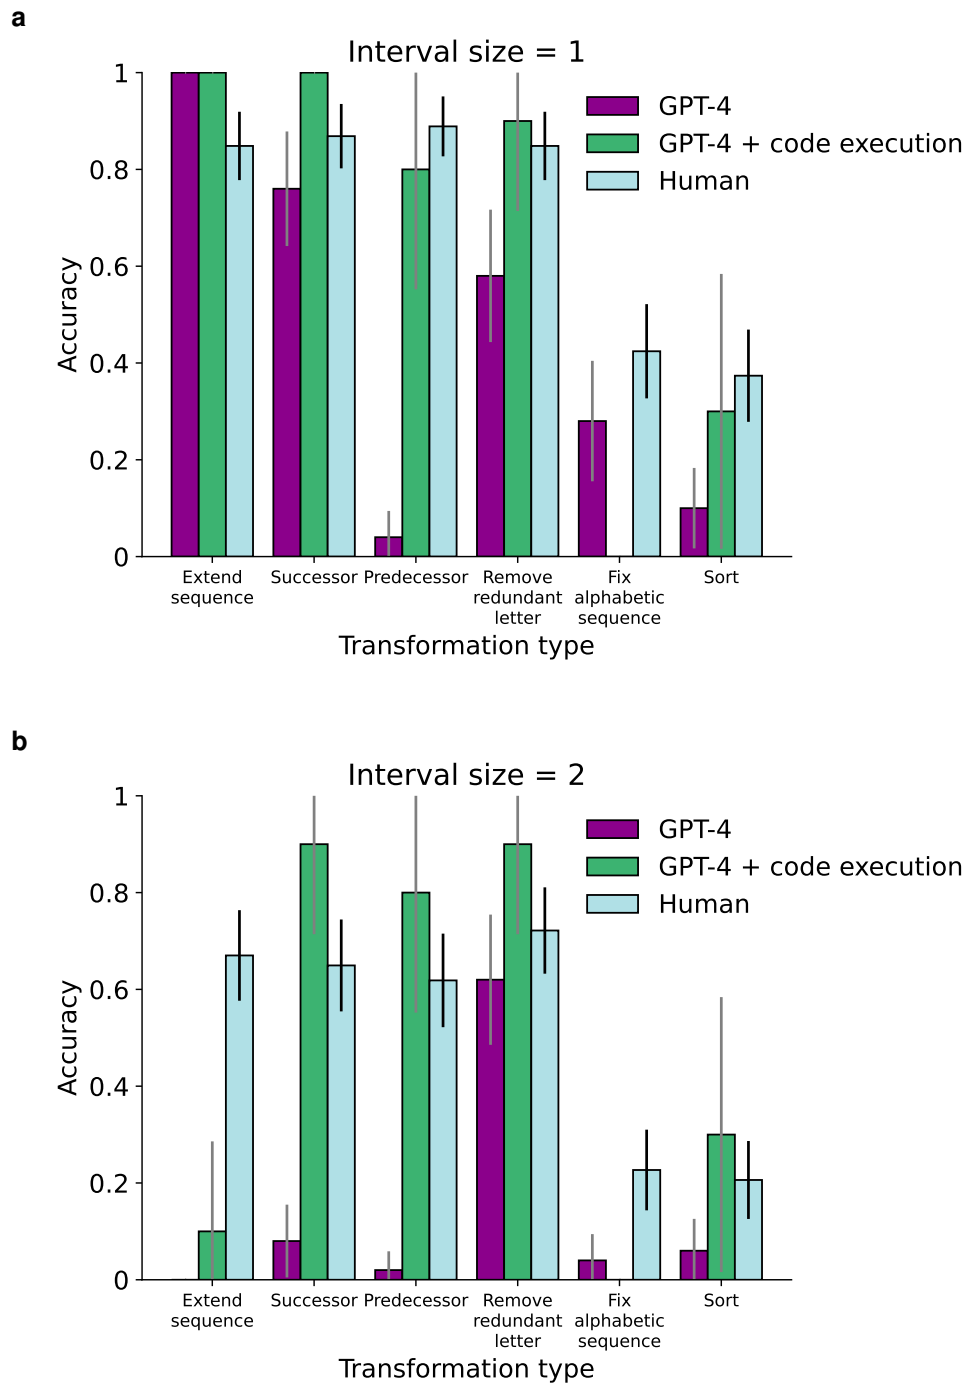 a
Interval size = 1
1
0.8
0.6
0.4
0.2
0
Accuracy
GPT-4
GPT-4 + code execution
Human
Extend
sequence
Successor
Predecessor
Remove
redundant
letter
Fix
alphabetic
sequence
Sort
Transformation type
b
Interval size = 2
1
0.8
0.6
0.4
0.2
0
Accuracy
GPT-4
GPT-4 + code execution
Human
Extend
sequence
Successor
Predecessor
Remove
redundant
letter
Fix
alphabetic
sequence
Sort
Transformation type